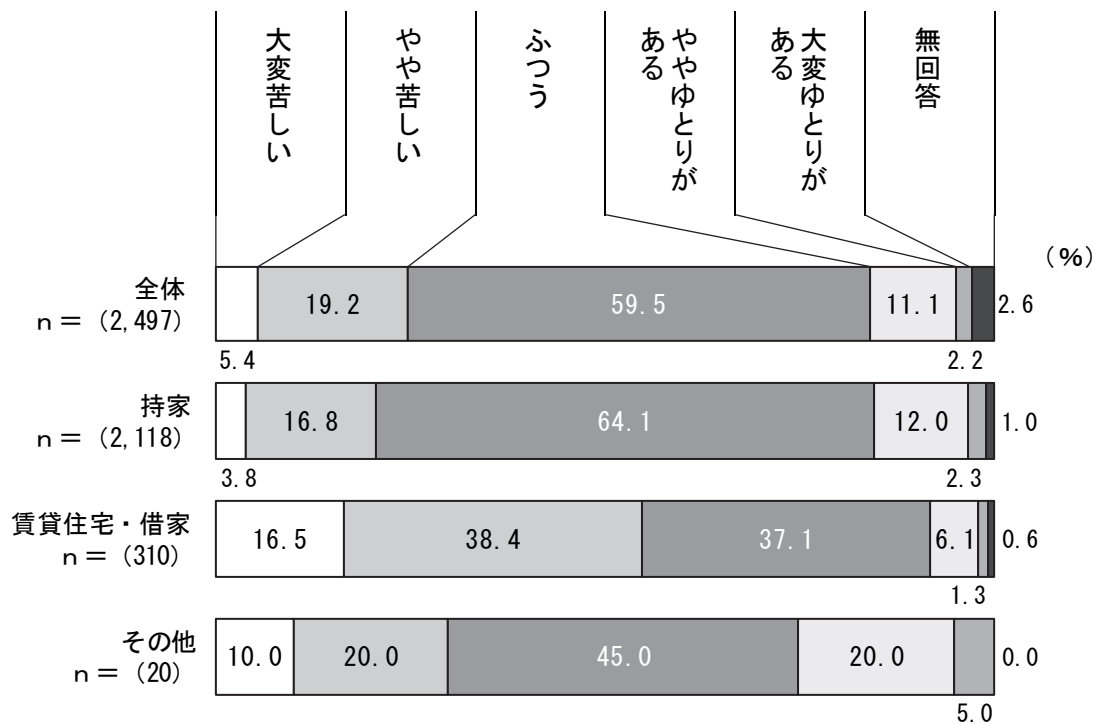 大変苦しい
やや苦しい
ふつう
ややゆとりが
ある
大変ゆとりが
ある
無回答
（％）
全体
ｎ＝（2,497）
19.2
59.5
11.1
2.6
5.4
2.2
持家
ｎ＝（2,118）
16.8
64.1
12.0
1.0
3.8
2.3
賃貸住宅・借家
ｎ＝（310）
16.5
38.4
37.1
6.1
0.6
1.3
その他
ｎ＝（20）
10.0
20.0
45.0
20.0
0.0
5.0